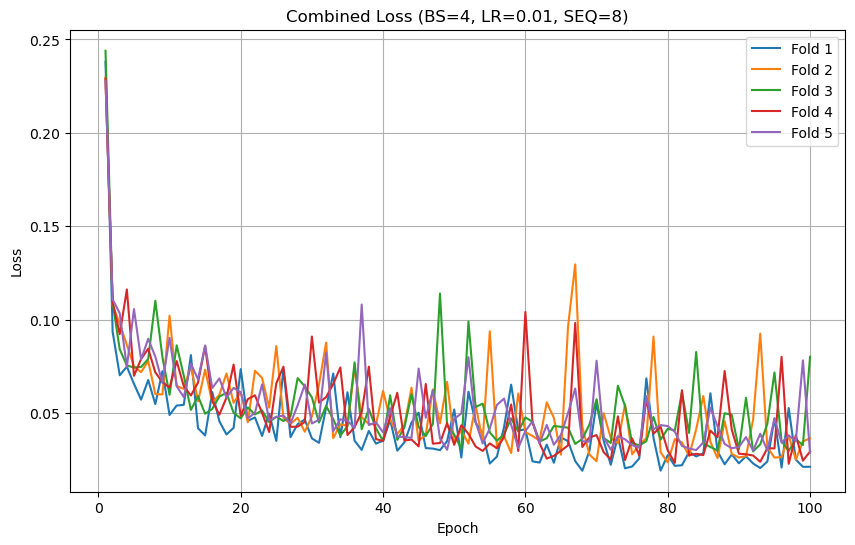 Combined Loss (BS=4, LR=0.01, SEQ=8)
0.25
0.20
0.15
0.10
0.05
Loss
0
20
40
60
80
100
Epoch
Fold 1
Fold 2
Fold 3
Fold 4
Fold 5